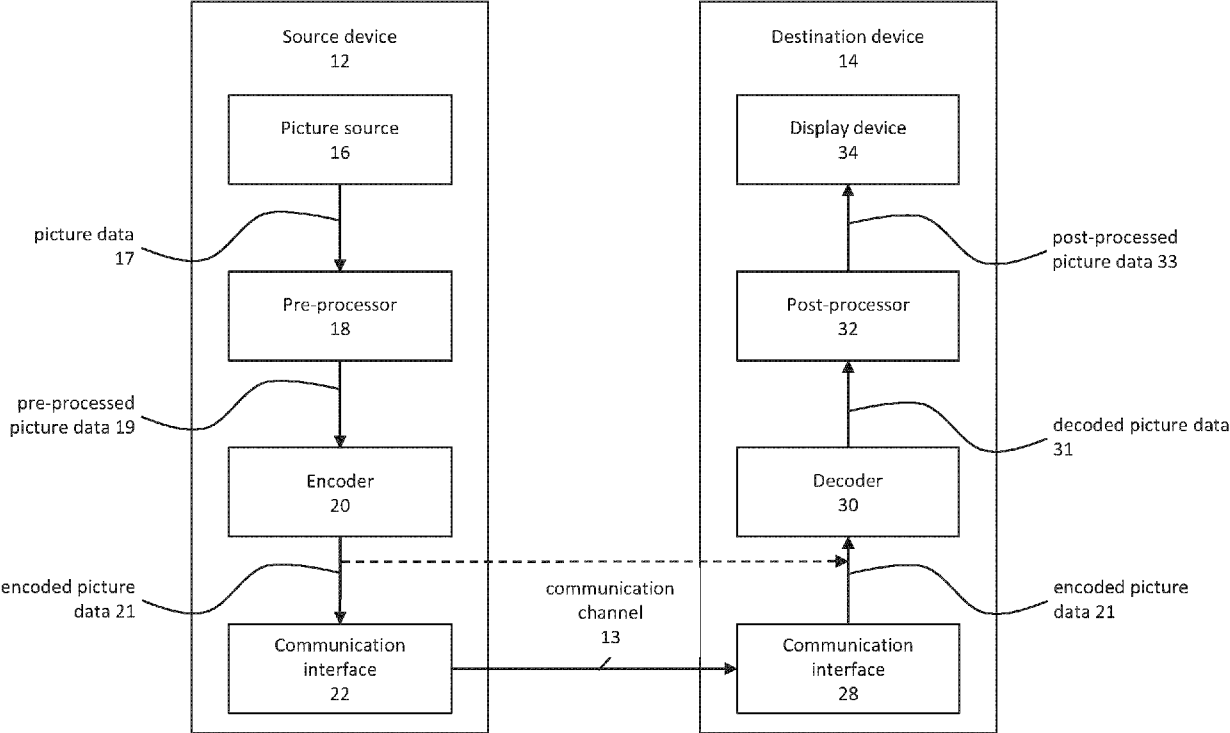 Source device
12
Picture source
16
picture data
17
Pre-processor
18
pre-processed
picture data 19
Encoder
20
encoded picture
data 21
Communication
interface
22
communication
channel
13
Destination device
14
Display device
34
post-processed
picture data 33
Post-processor
32
decoded picture data
31
Decoder
30
encoded picture
data 21
Communication
interface
28